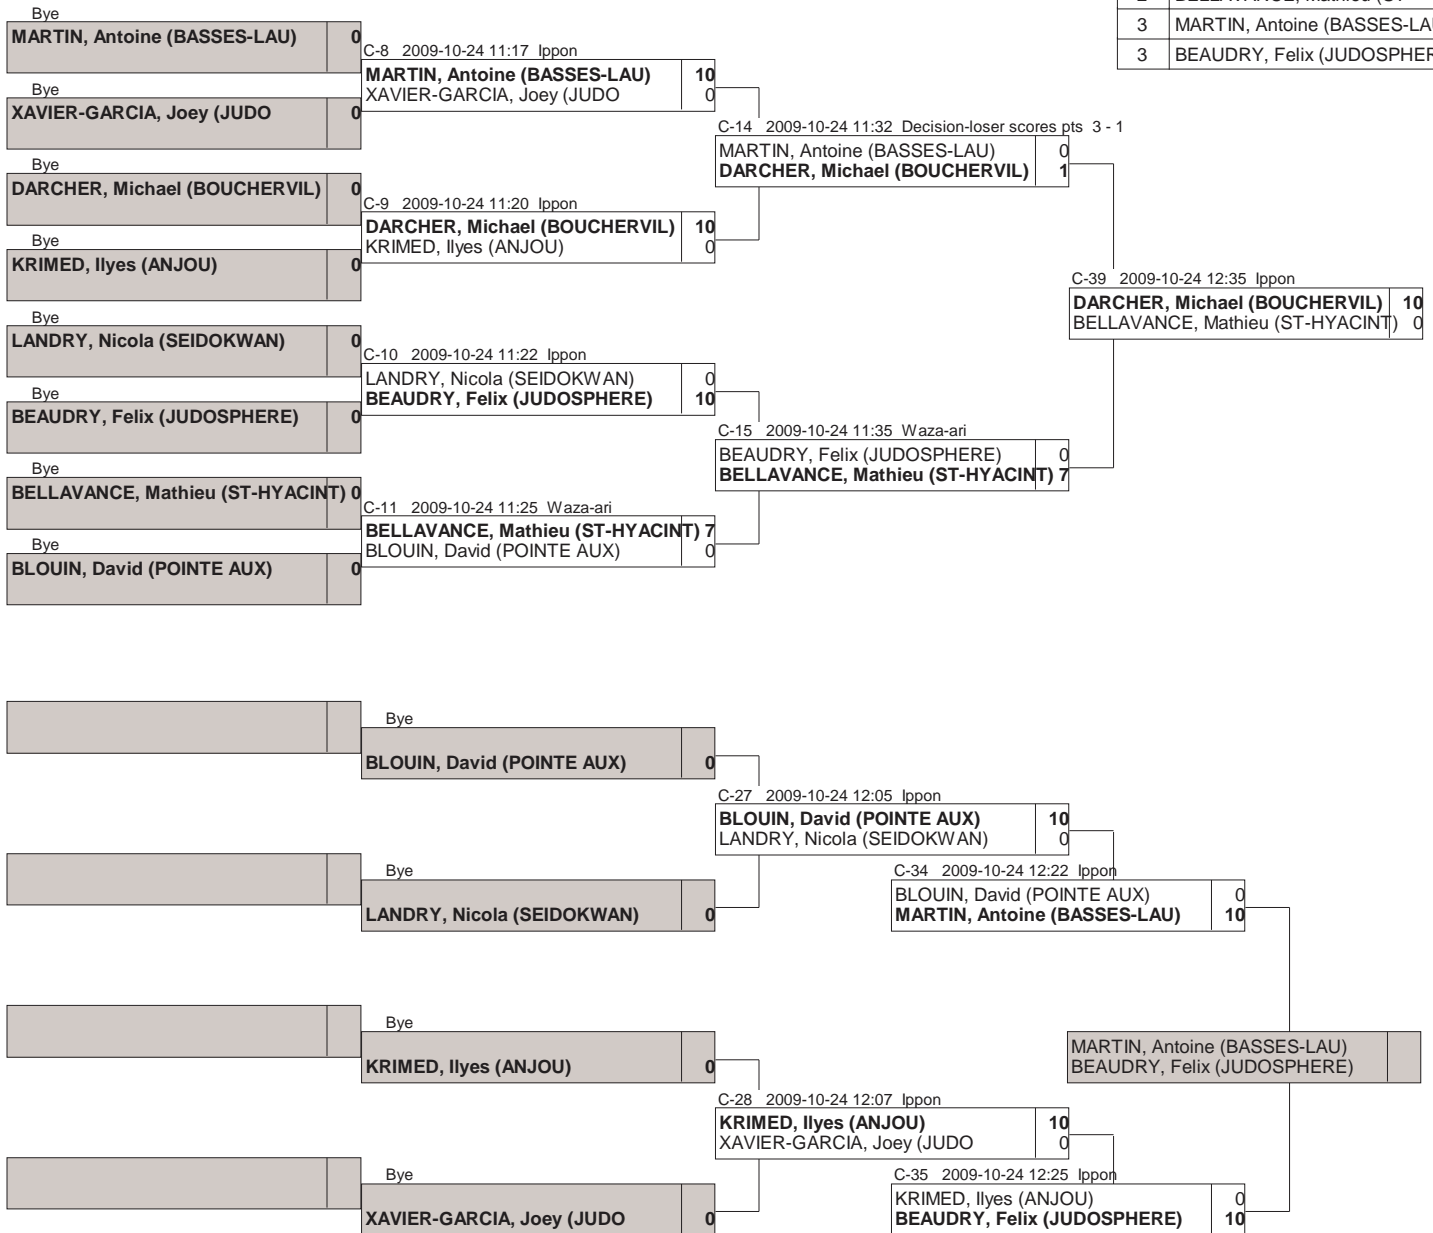 3 MARTIN, Antoine (BASSES-LAU
3 BEAUDRY, Felix (JUDOSPHER
Bye
MARTIN, Antoine (BASSES-LAU) 0
Bye
XAVIER-GARCIA, Joey (JUDO 0
Bye
DARCHER, Michael (BOUCHERVIL) 0
Bye
KRIMED, Ilyes (ANJOU) 0
Bye
LANDRY, Nicola (SEIDOKWAN) 0
Bye
BEAUDRY, Felix (JUDOSPHERE) 0
Bye
BELLAVANCE, Mathieu (ST-HYACINT) 0
Bye
BLOUIN, David (POINTE AUX) 0
C-8 2009-10-24 11:17 Ippon
MARTIN, Antoine (BASSES-LAU) 10
XAVIER-GARCIA, Joey (JUDO 0
C-9 2009-10-24 11:20 Ippon
DARCHER, Michael (BOUCHERVIL) 10
KRIMED, Ilyes (ANJOU) 0
C-10 2009-10-24 11:22 Ippon
LANDRY, Nicola (SEIDOKWAN) 0
BEAUDRY, Felix (JUDOSPHERE) 10
C-11 2009-10-24 11:25 Waza-ari
BELLAVANCE, Mathieu (ST-HYACINT) 7
BLOUIN, David (POINTE AUX) 0
C-14 2009-10-24 11:32 Decision-loser scores pts 3 - 1
MARTIN, Antoine (BASSES-LAU) 0
DARCHER, Michael (BOUCHERVIL) 1
C-15 2009-10-24 11:35 Waza-ari
BEAUDRY, Felix (JUDOSPHERE) 0
BELLAVANCE, Mathieu (ST-HYACINT) 7
C-39 2009-10-24 12:35 Ippon
DARCHER, Michael (BOUCHERVIL) 10
BELLAVANCE, Mathieu (ST-HYACINT) 0
Bye
BLOUIN, David (POINTE AUX) 0
Bye
LANDRY, Nicola (SEIDOKWAN) 0
Bye
KRIMED, Ilyes (ANJOU) 0
Bye
XAVIER-GARCIA, Joey (JUDO 0
C-27 2009-10-24 12:05 Ippon
BLOUIN, David (POINTE AUX) 10
LANDRY, Nicola (SEIDOKWAN) 0
C-28 2009-10-24 12:07 Ippon
KRIMED, Ilyes (ANJOU) 10
XAVIER-GARCIA, Joey (JUDO 0
C-34 2009-10-24 12:22 Ippon
BLOUIN, David (POINTE AUX) 0
MARTIN, Antoine (BASSES-LAU) 10
C-35 2009-10-24 12:25 Ippon
KRIMED, Ilyes (ANJOU) 0
BEAUDRY, Felix (JUDOSPHERE) 10
MARTIN, Antoine (BASSES-LAU)
BEAUDRY, Felix (JUDOSPHERE)